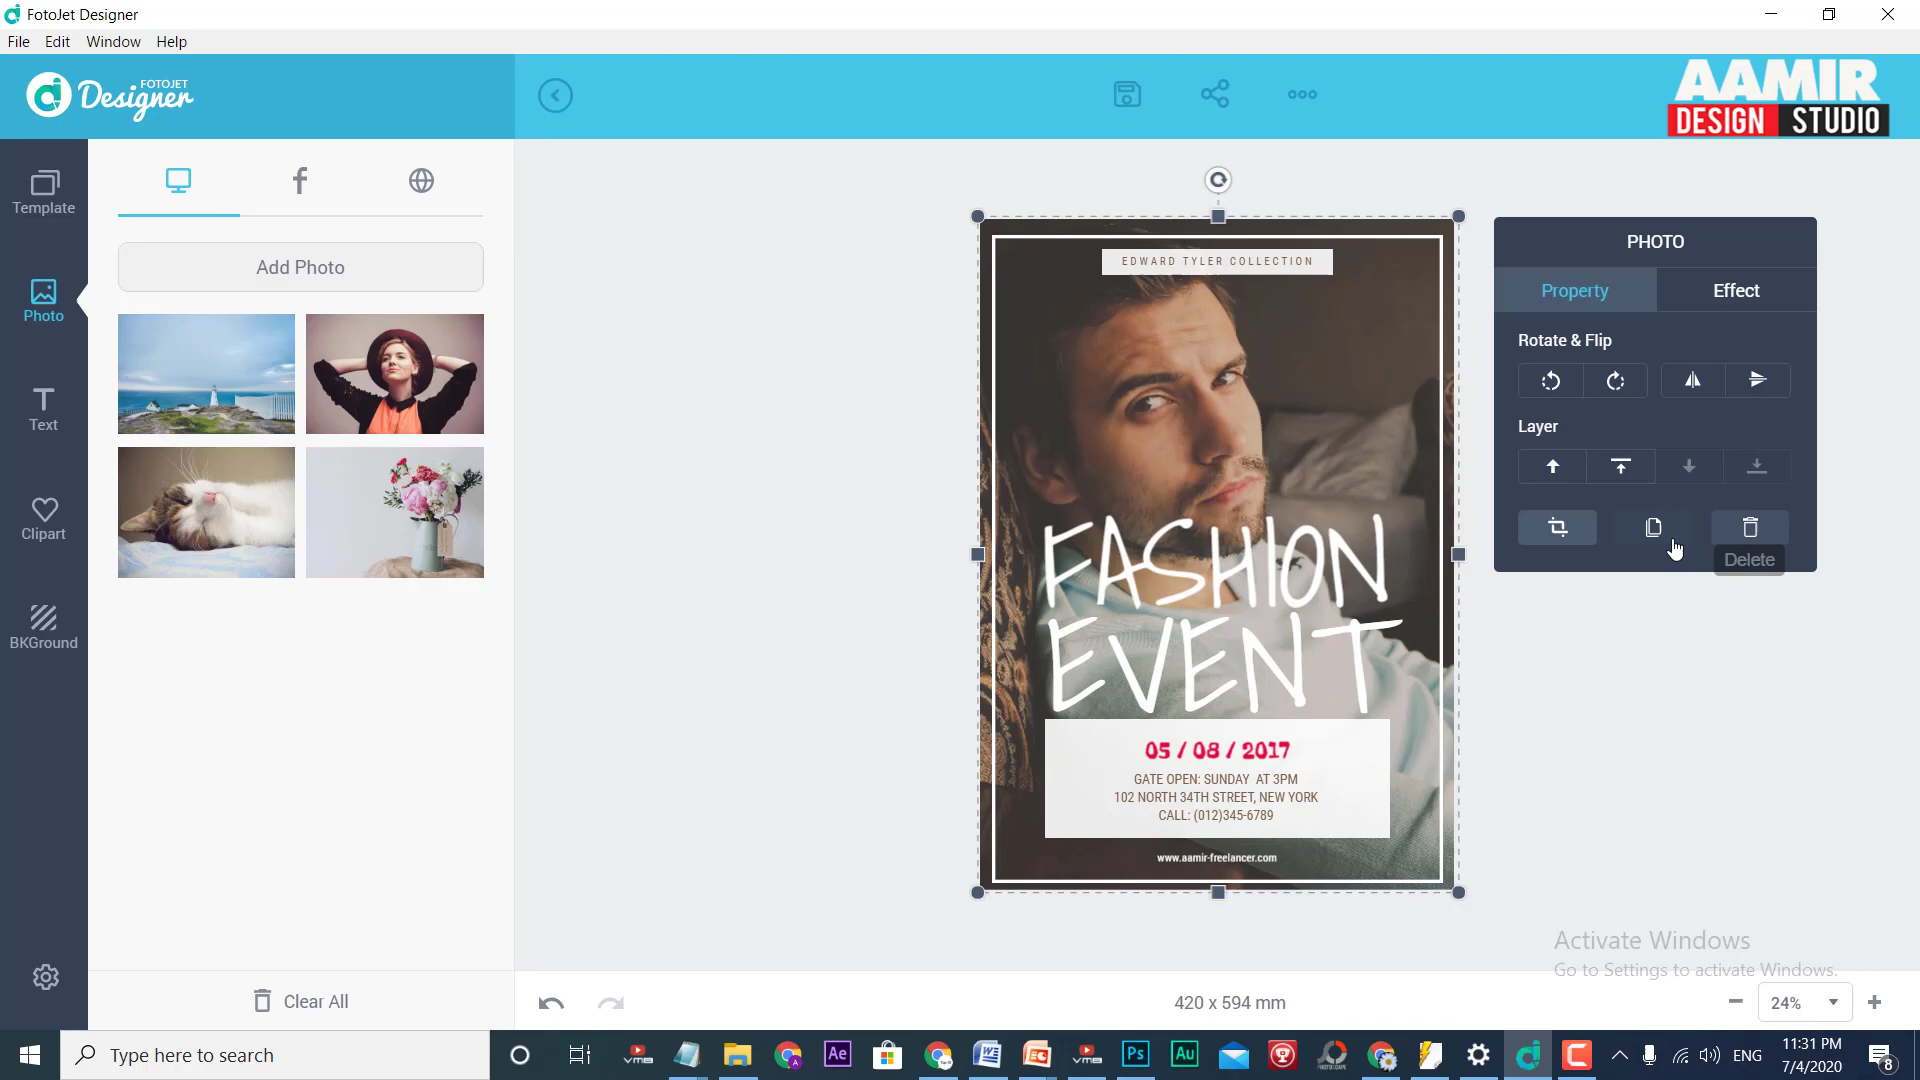 FotoJet Designer
File Edit Window Help
FOTOJET
Designer
AAMIR
DESIGN STUDIO
Template
Photo
Text
Clipart
BKGround
Add Photo
Clear All
EDWARD TYLER COLLECTION
FASHION
EVENT
05 / 08 / 2017
GATE OPEN: SUNDAY AT 3PM
102 NORTH 34TH STREET, NEW YORK
CALL: (012)345-6789
www.aamir-freelancer.com
PHOTO
Property Effect
Rotate & Flip
Layer
Delete
Activate Windows
Go to Settings to activate Windows.
420 x 594 mm
24%
Type here to search
ENG
11:31 PM
7/4/2020
8